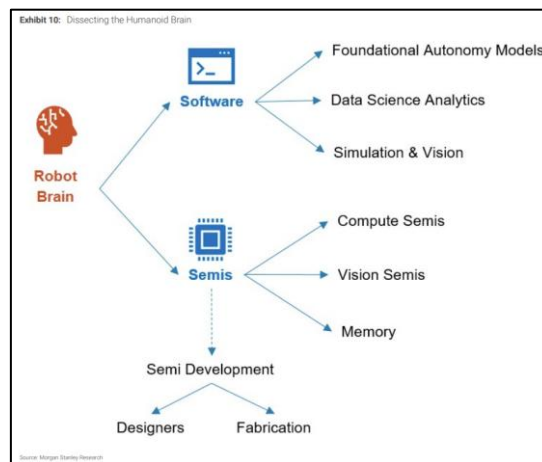 Exhibit 10: Dissecting the Humanoid Brain
Foundational Autonomy Models
Software
Data Science Analytics
Simulation & Vision
Robot
Brain
Compute Semis
Semis
Vision Semis
Memory
Semi Development
Designers
Fabrication
Source: Morgan Stanley Research